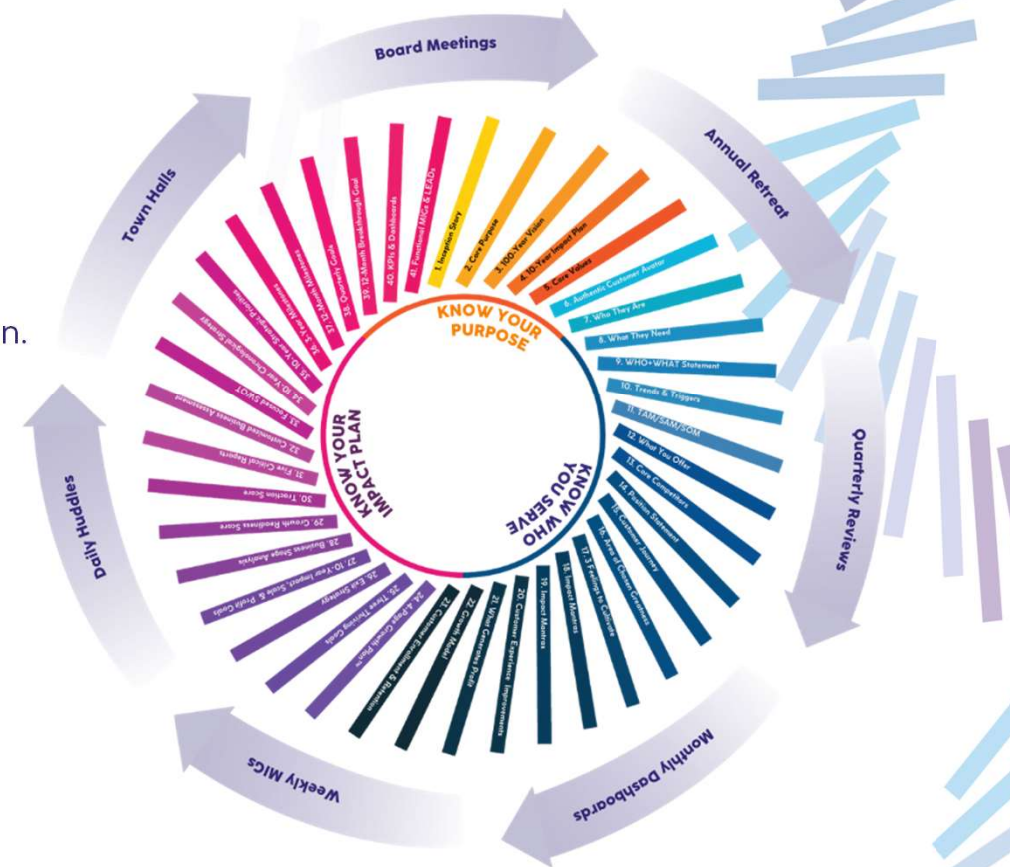 Board Meetings
Annual Retreat
Quarterly Reviews
Monthly Dashboards
Weekly MIGs
Daily Huddles
Town Halls
n.
KNOW YOUR
PURPOSE
KNOW WHO
YOU SERVE
KNOW YOUR
IMPACT PLAN
1. Inception Story
2. Core Purpose
3. 100-Year Vision
4. 10-Year Impact Plan
5. Core Values
6. Authentic Customer Avatar
7. Who They Are
8. What They Need
9. WHO+WHAT Statement
10. Trends & Triggers
11. TAM/SAM/SOM
12. What You Offer
13. Core Competitors
14. Position Statement
15. Customer Journey
16. Area of Chosen Greatness
17. 3 Feelings to Cultivate
18. Impact Mantras
19. Impact Mantras
20. Customer Experience Improvements
21. What Generates Profit
22. Growth Model
23. Customer Enrollment & Retention
24. 4-Page Growth Plan™
25. Three Thriving Goals
26. Exit Strategy
27. 10-Year Impact, Scale & Profit Goals
28. Business Stage Analysis
29. Growth Readiness Score
30. Traction Score
31. Five Critical Reports
32. Customized Business Assessment
33. Focused SWOT
34. 10-Year Chronological Strategy
35. 10-Year Strategic Priorities
36. 3-Year Milestones
37. 12-Month Milestones
38. Quarterly Goals
39. 12-Month Breakthrough Goal
40. KPIs & Dashboards
41. Functional MIGs & LEADs